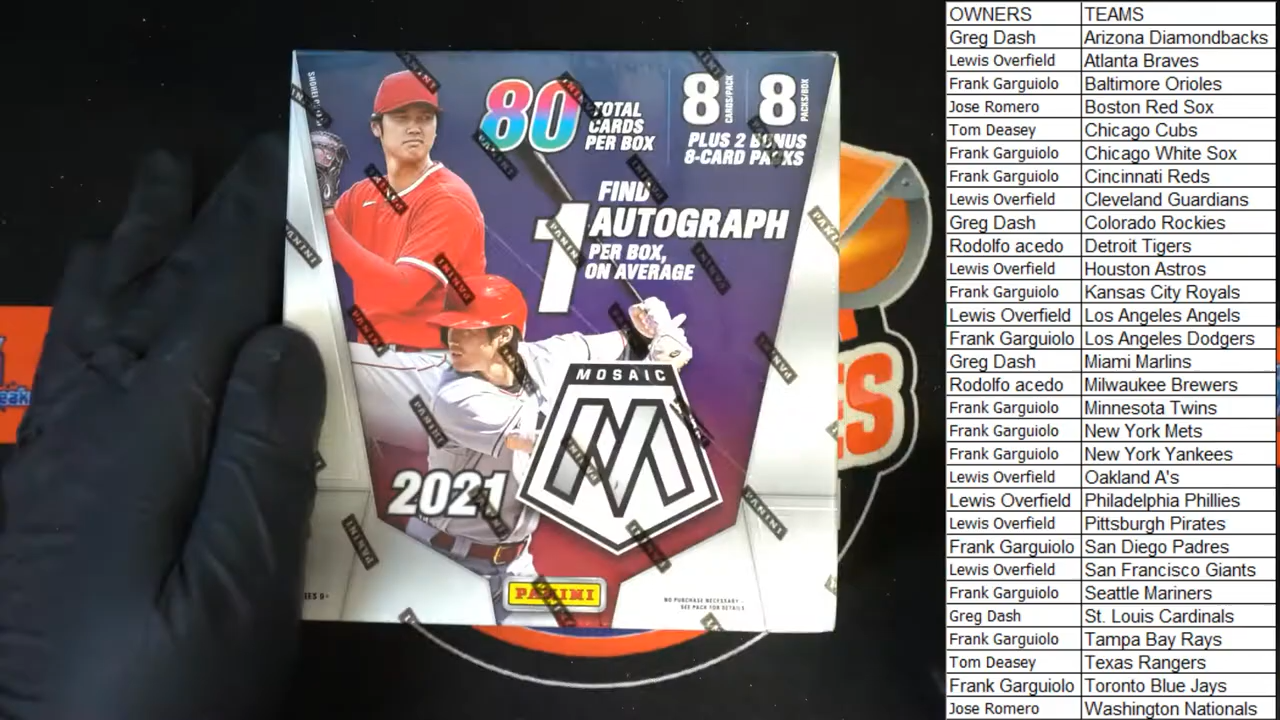 80 TOTAL CARDS PER BOX
8 CARDS/PACK
8 PACKS/BOX
PLUS 2 BONUS
8-CARD PACKS
FIND
1 AUTOGRAPH
PER BOX,
ON AVERAGE
MOSAIC
M
2021
PANINI
NO PURCHASE NECESSARY -
SEE PACK FOR DETAILS
OWNERS TEAMS
Greg Dash Arizona Diamondbacks
Lewis Overfield Atlanta Braves
Frank Garguiolo Baltimore Orioles
Jose Romero Boston Red Sox
Tom Deasey Chicago Cubs
Frank Garguiolo Chicago White Sox
Frank Garguiolo Cincinnati Reds
Lewis Overfield Cleveland Guardians
Greg Dash Colorado Rockies
Rodolfo acedo Detroit Tigers
Lewis Overfield Houston Astros
Frank Garguiolo Kansas City Royals
Lewis Overfield Los Angeles Angels
Frank Garguiolo Los Angeles Dodgers
Greg Dash Miami Marlins
Rodolfo acedo Milwaukee Brewers
Frank Garguiolo Minnesota Twins
Frank Garguiolo New York Mets
Frank Garguiolo New York Yankees
Lewis Overfield Oakland A's
Lewis Overfield Philadelphia Phillies
Lewis Overfield Pittsburgh Pirates
Frank Garguiolo San Diego Padres
Lewis Overfield San Francisco Giants
Frank Garguiolo Seattle Mariners
Greg Dash St. Louis Cardinals
Frank Garguiolo Tampa Bay Rays
Tom Deasey Texas Rangers
Frank Garguiolo Toronto Blue Jays
Jose Romero Washington Nationals